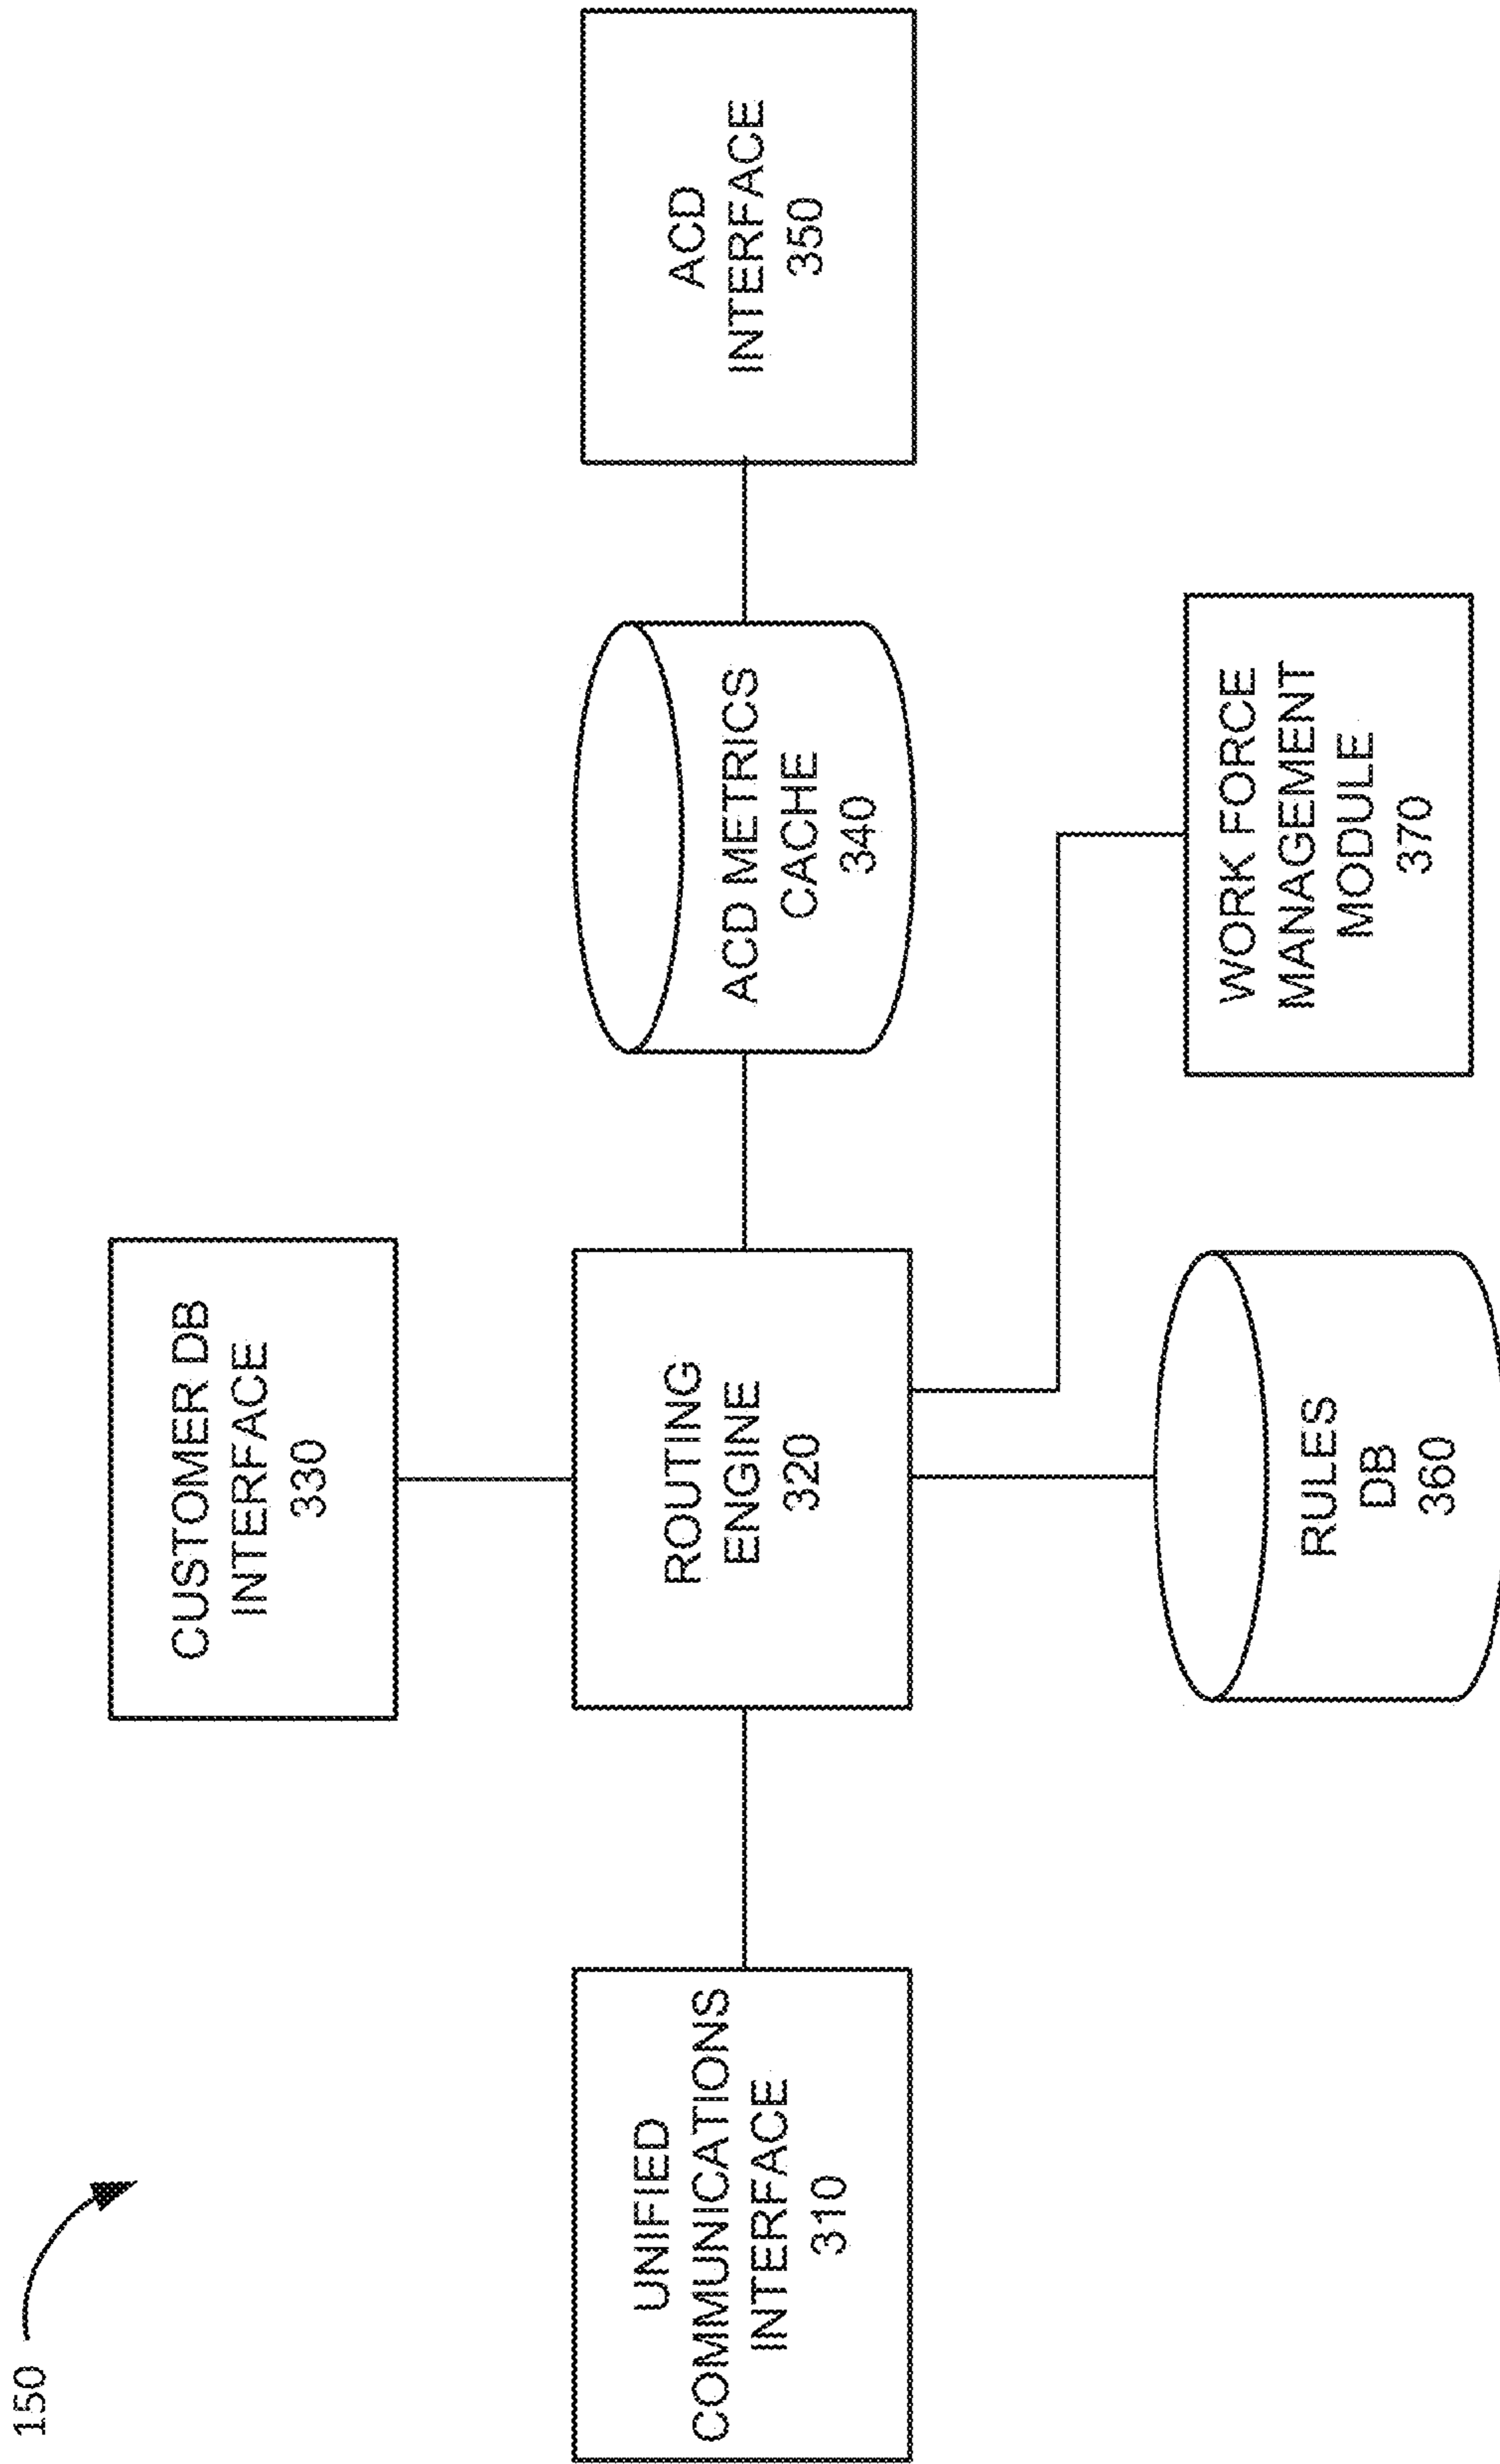 150
CUSTOMER DB
INTERFACE
330
UNIFIED
COMMUNICATIONS
INTERFACE
310
ROUTING
ENGINE
320
ACD METRICS
CACHE
340
ACD
INTERFACE
350
RULES
DB
360
WORK FORCE
MANAGEMENT
MODULE
370